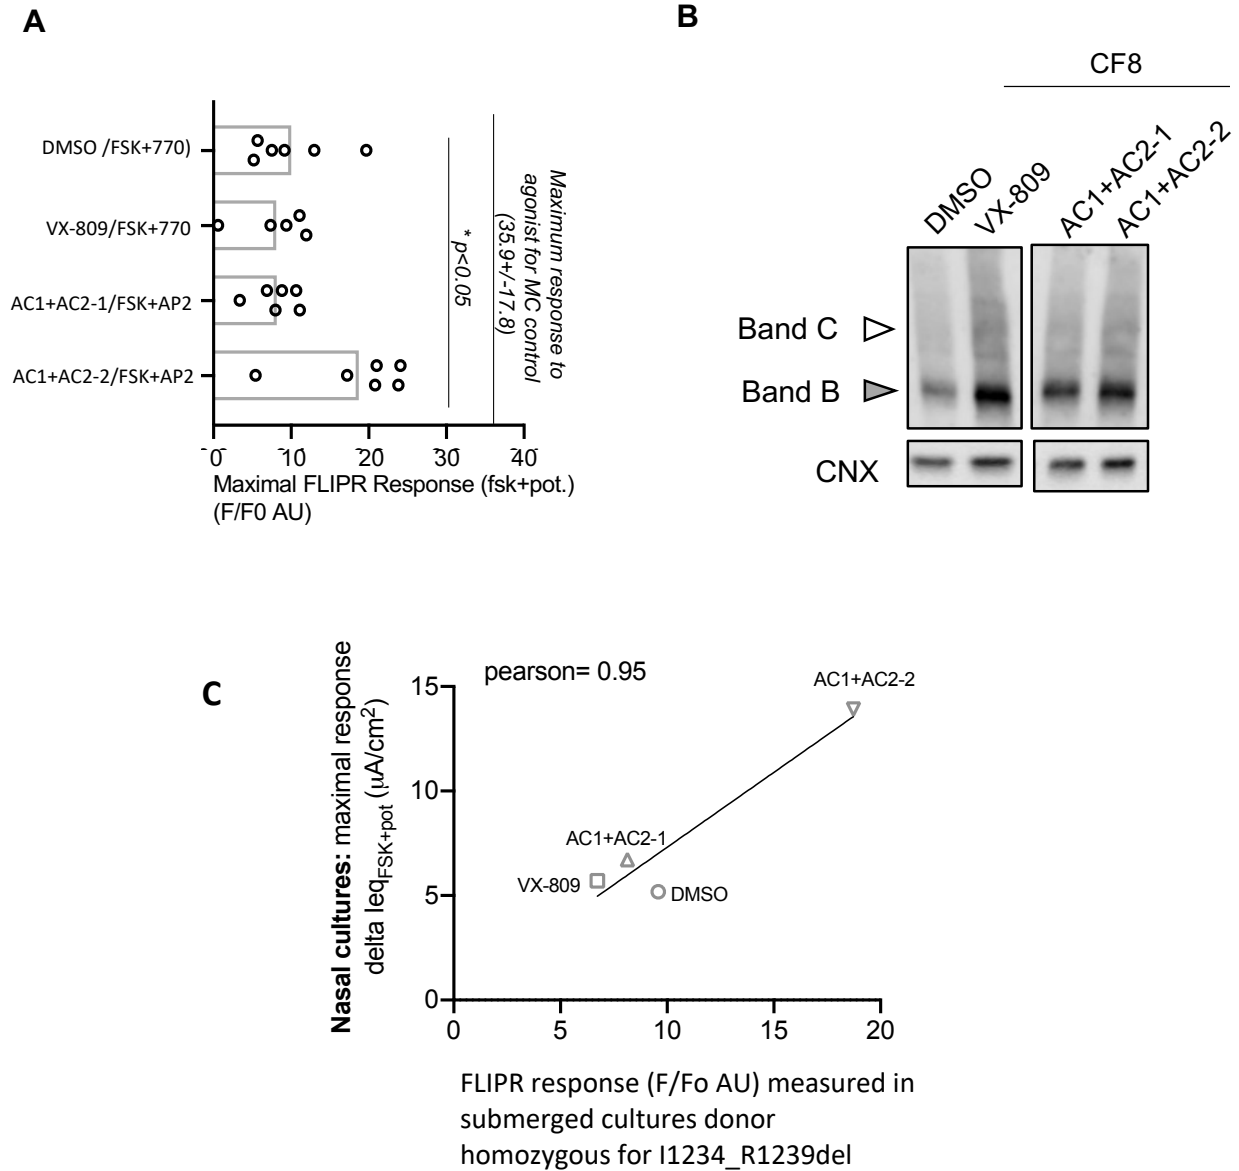 A
DMSO /FSK+770)
VX-809/FSK+770
AC1+AC2-1/FSK+AP2
AC1+AC2-2/FSK+AP2
* p<0.05
Maximum response to
agonist for MC control
(35.9+/-17.8)
0 10 20 30 40
Maximal FLIPR Response (fsk+pot.)
(F/F0 AU)
B
CF8
DMSO
VX-809
AC1+AC2-1
AC1+AC2-2
Band C
Band B
CNX
C
Nasal cultures: maximal response
delta Ieq FSK+pot (μA/cm2)
pearson= 0.95
15
10
5
0
AC1+AC2-2
AC1+AC2-1
VX-809
DMSO
0 5 10 15 20
FLIPR response (F/Fo AU) measured in
submerged cultures donor
homozygous for I1234_R1239del